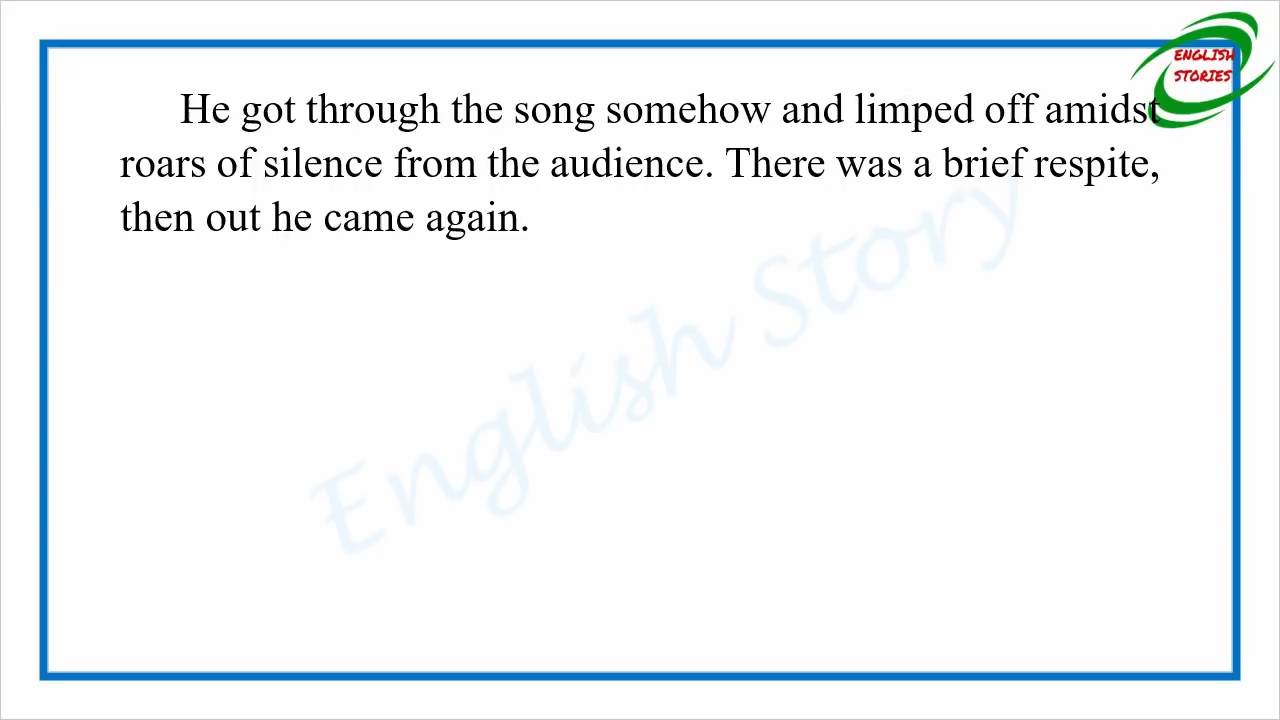 ENGLISH
STORIES
He got through the song somehow and limped off amidst
roars of silence from the audience. There was a brief respite,
then out he came again.
English Story